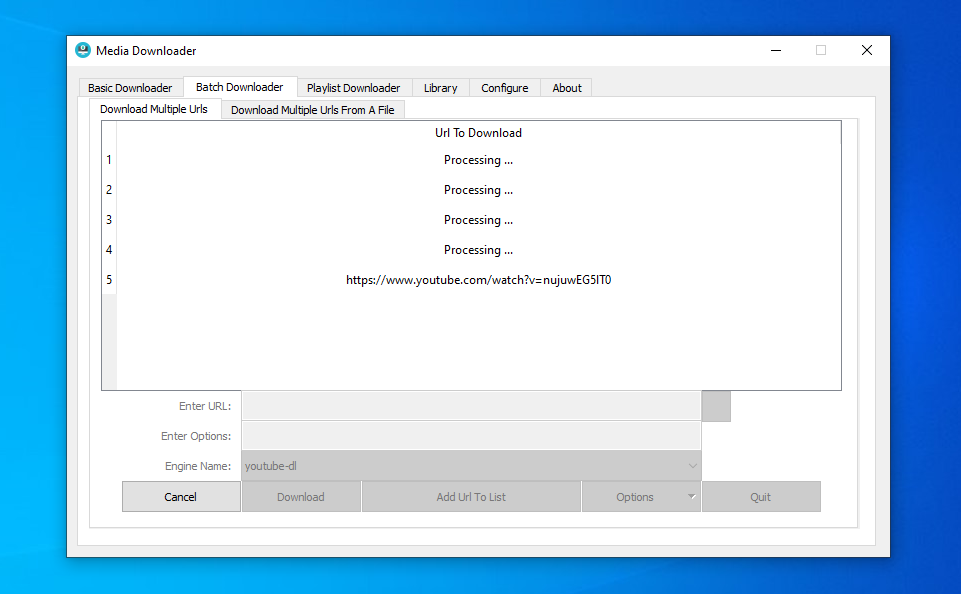 Media Downloader
Basic Downloader Batch Downloader Playlist Downloader Library Configure About
Download Multiple Urls Download Multiple Urls From A File
Url To Download
1 Processing ...
2 Processing ...
3 Processing ...
4 Processing ...
5 https://www.youtube.com/watch?v=nujuwEG5lT0
Enter URL:
Enter Options:
Engine Name: youtube-dl
Cancel Download Add Url To List Options Quit